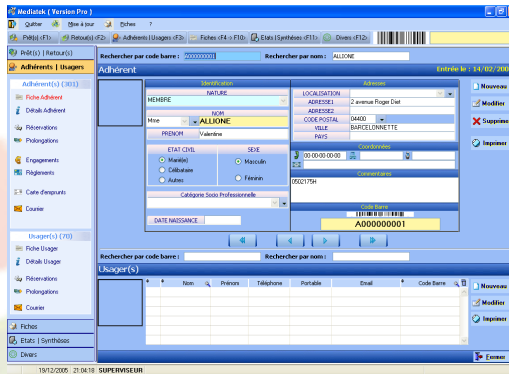 Mediatek ( Version Pro )
Quitter Mise à jour Fiches ?
Prêt(s) <F1> Retour(s) <F2> Adhérents | Usagers <F3> Fiches <F4 -> F10> Etats | Synthèses <F11> Divers <F12>
Prêt(s) | Retour(s)
Adhérents | Usagers
Adhérent(s) (301)
Fiche Adhérent
Détails Adhérent
Réservations
Prolongations
Engagements
Règlements
Carte d'emprunts
Courrier
Usager(s) (70)
Fiche Usager
Détails Usager
Réservations
Prolongations
Courrier
Fiches
Etats | Synthèses
Divers
Rechercher par code barre : A000000001 Rechercher par nom : ALLIONE
Adhérent Entrée le : 14/02/200
Identification
NATURE
MEMBRE
NOM
Mme ALLIONE
PRENOM Valentine
ETAT CIVIL
Marié(e)
Célibataire
Autres
SEXE
Masculin
Féminin
Catégorie Socio Professionnelle
DATE NAISSANCE
Adresses
LOCALISATION
ADRESSE1 2 avenue Roger Diet
ADRESSE2
CODE POSTAL 04400
VILLE BARCELONNETTE
PAYS
Coordonnées
00-00-00-00-00
Commentaires
0502175H
Code Barre
A000000001
Nouveau
Modifier
Supprime
Imprimer
Rechercher par code barre : Rechercher par nom :
Usager(s)
Nom Prénom Téléphone Portable Email Code Barre
Nouveau
Modifier
Imprimer
Fermer
19/12/2005 21:04:18 SUPERVISEUR